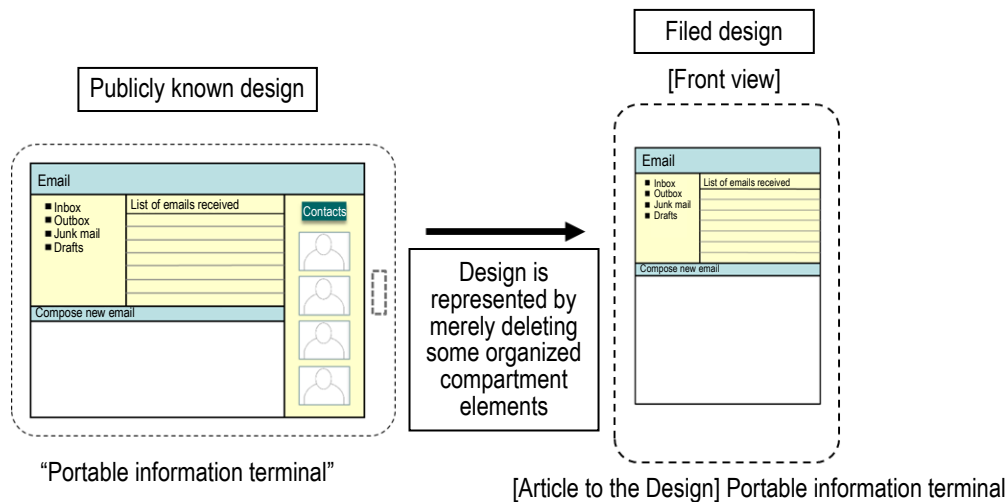 Publicly known design
Email
Inbox
Outbox
Junk mail
Drafts
List of emails received
Contacts
Compose new email
“Portable information terminal”
Design is
represented by
merely deleting
some organized
compartment
elements
Filed design
[Front view]
Email
Inbox
Outbox
Junk mail
Drafts
List of emails received
Compose new email
[Article to the Design] Portable information terminal